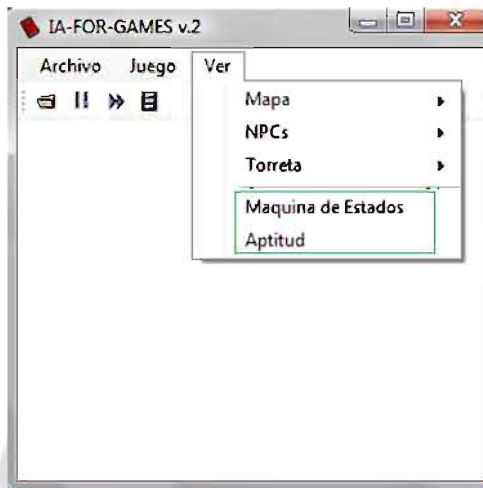 IA-FOR-GAMES v.2
Archivo Juego Ver
Mapa
NPCs
Torreta
Maquina de Estados
Aptitud